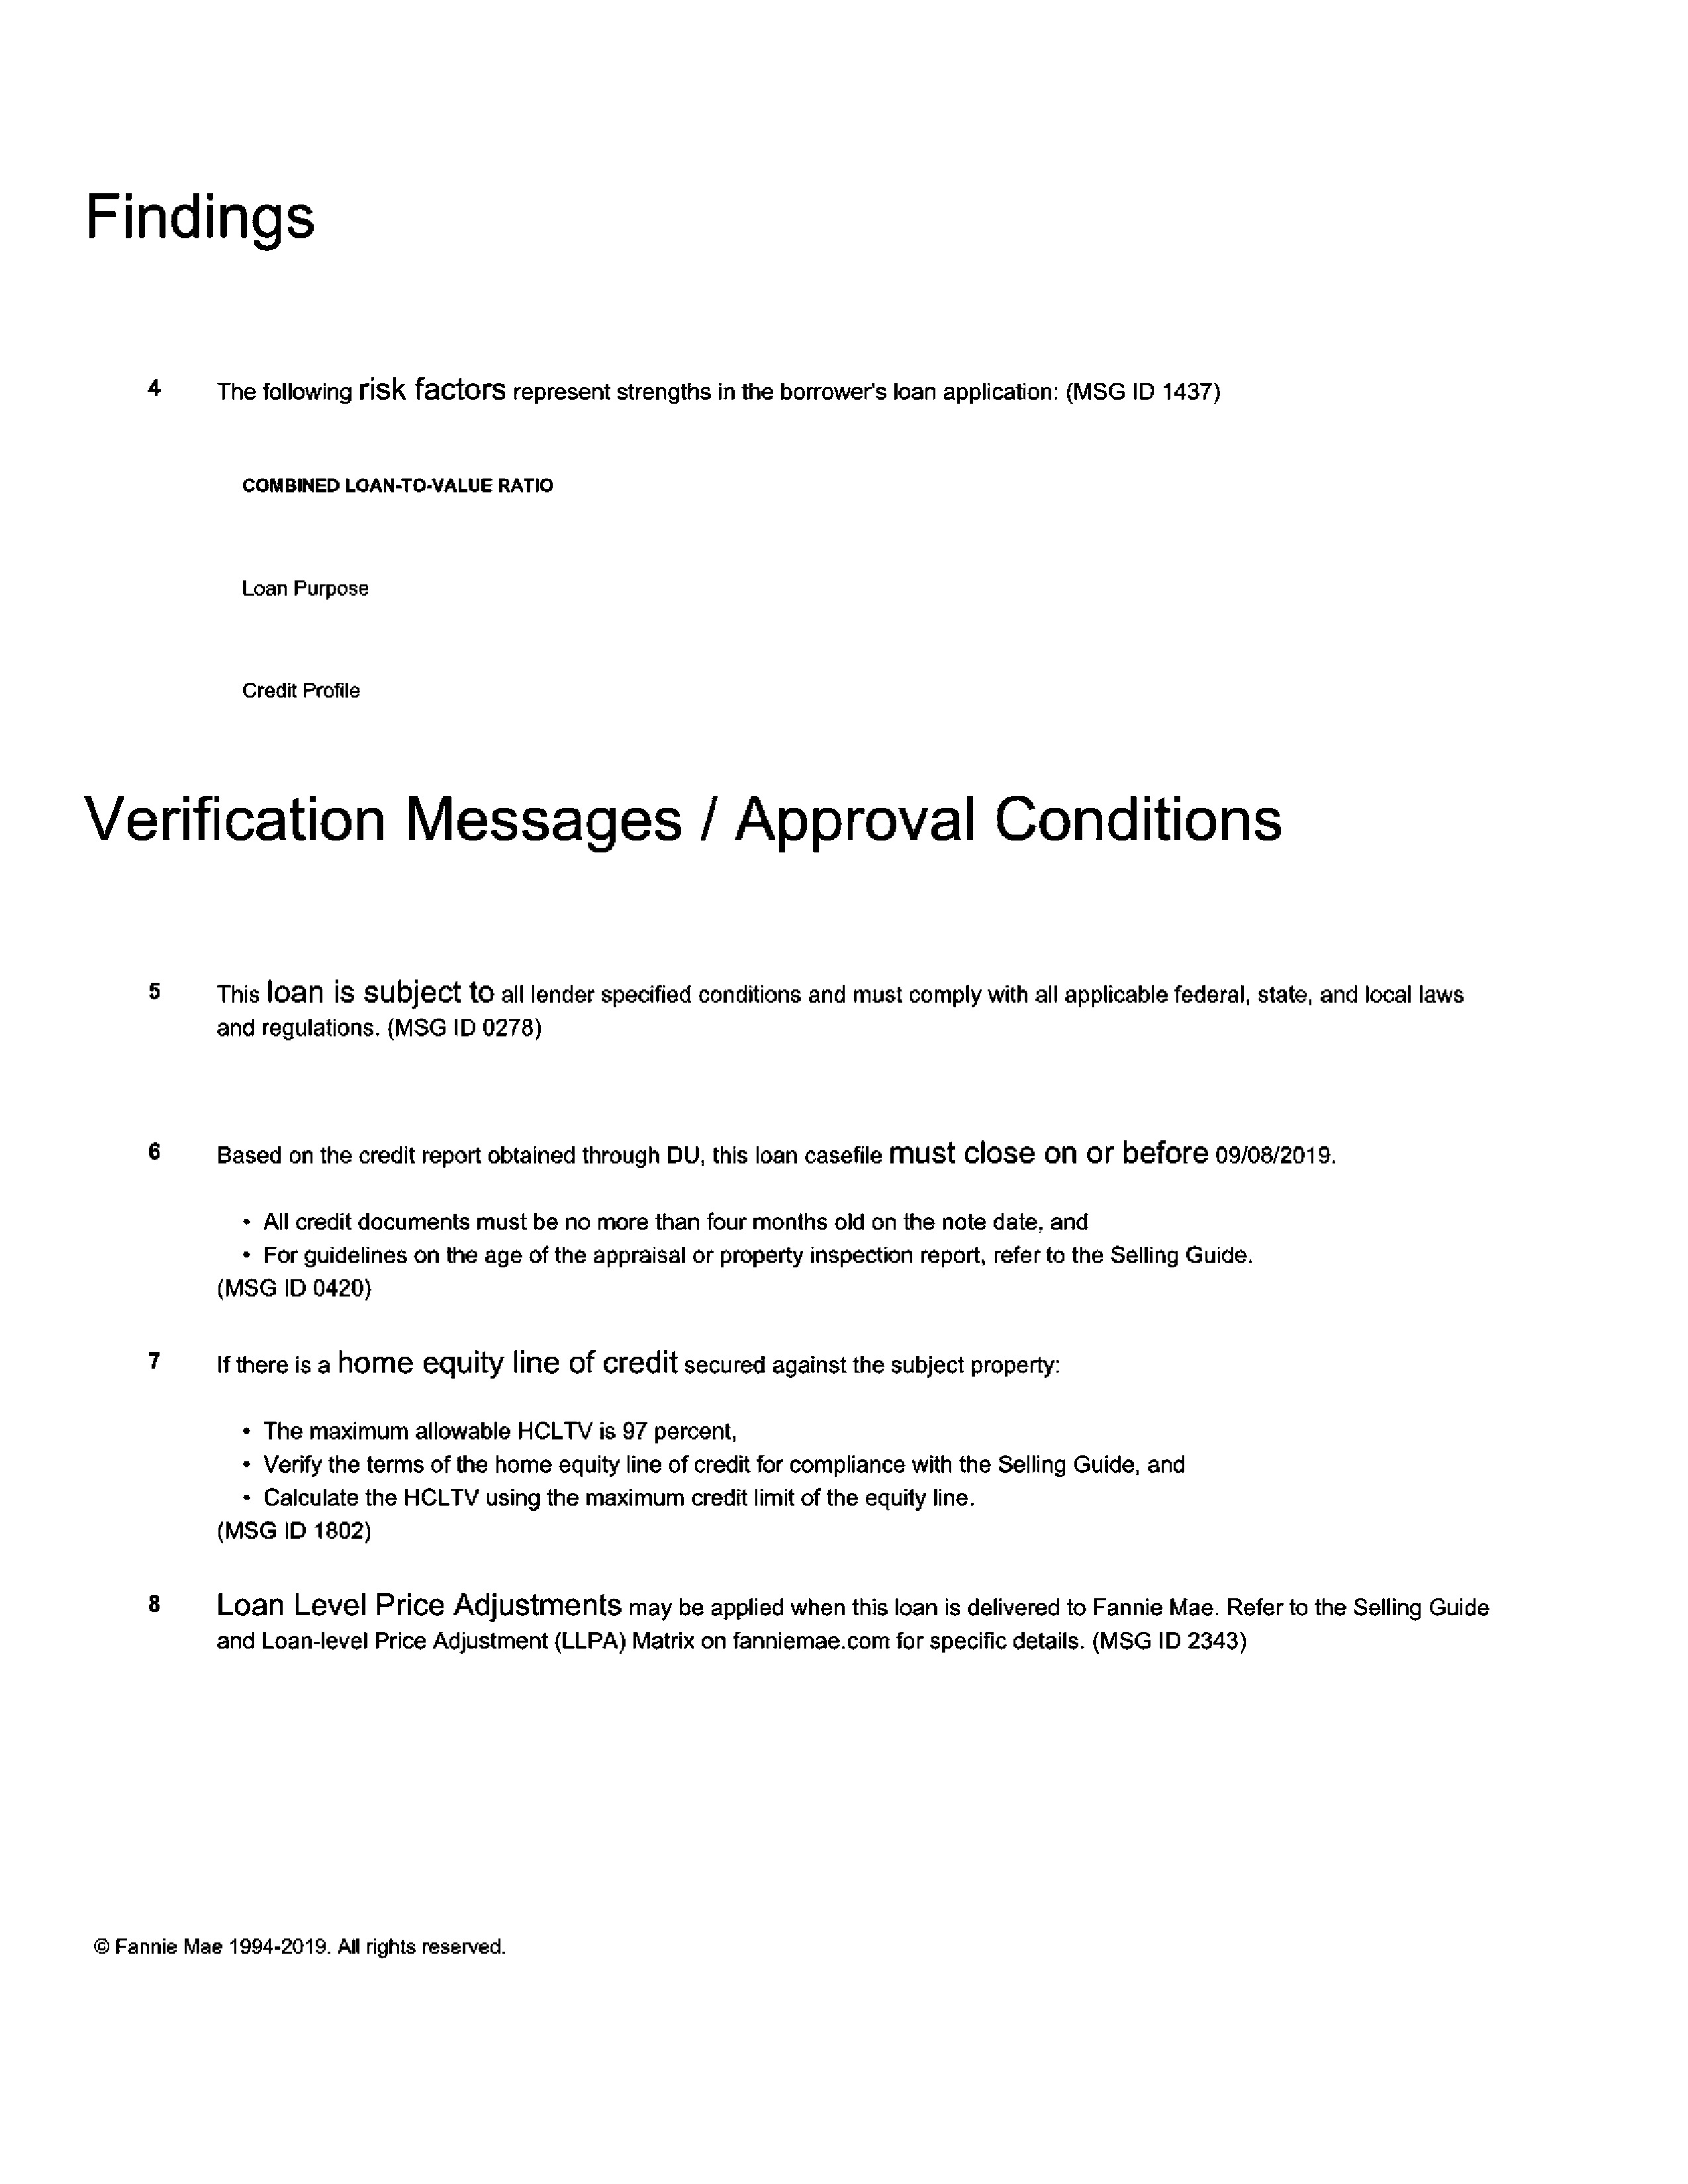 Findings
4 The following risk factors represent strengths in the borrower's loan application: (MSG ID 1437)
COMBINED LOAN-TO-VALUE RATIO
Loan Purpose
Credit Profile
Verification Messages / Approval Conditions
5 This loan is subject to all lender specified conditions and must comply with all applicable federal, state, and local laws
and regulations. (MSG ID 0278)
6 Based on the credit report obtained through DU, this loan casefile must close on or before 09/08/2019.
• All credit documents must be no more than four months old on the note date, and
• For guidelines on the age of the appraisal or property inspection report, refer to the Selling Guide.
(MSG ID 0420)
7 If there is a home equity line of credit secured against the subject property:
• The maximum allowable HCLTV is 97 percent,
• Verify the terms of the home equity line of credit for compliance with the Selling Guide, and
• Calculate the HCLTV using the maximum credit limit of the equity line.
(MSG ID 1802)
8 Loan Level Price Adjustments may be applied when this loan is delivered to Fannie Mae. Refer to the Selling Guide
and Loan-level Price Adjustment (LLPA) Matrix on fanniemae.com for specific details. (MSG ID 2343)
© Fannie Mae 1994-2019. All rights reserved.